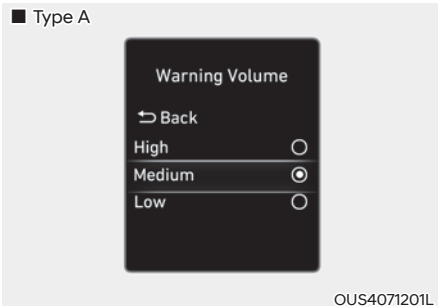 ■ Type A
Warning Volume
Back
High
Medium
Low
OUS4071201L